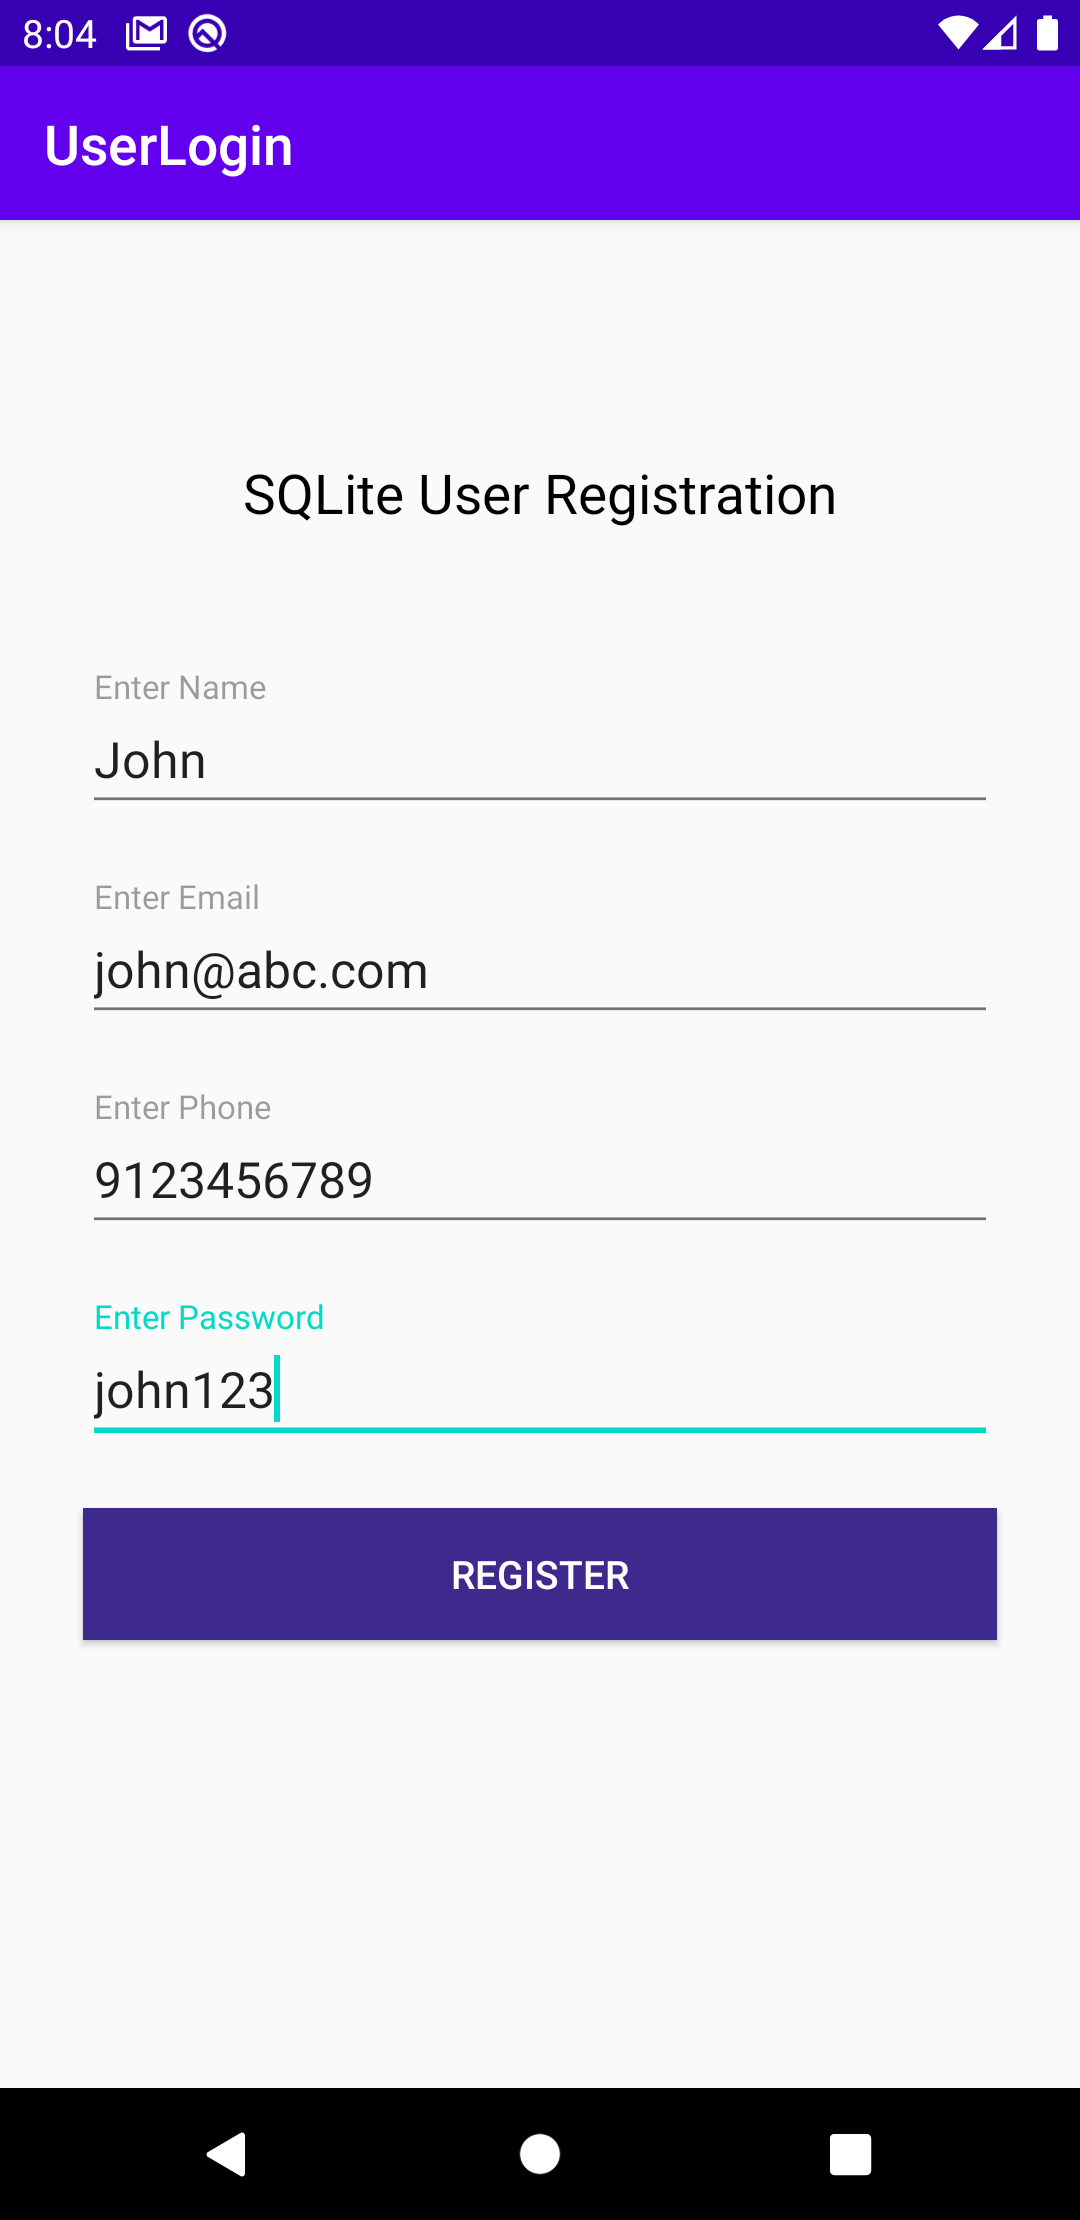 8:04
UserLogin
SQLite User Registration
Enter Name
John
Enter Email
john@abc.com
Enter Phone
9123456789
Enter Password
john123
REGISTER